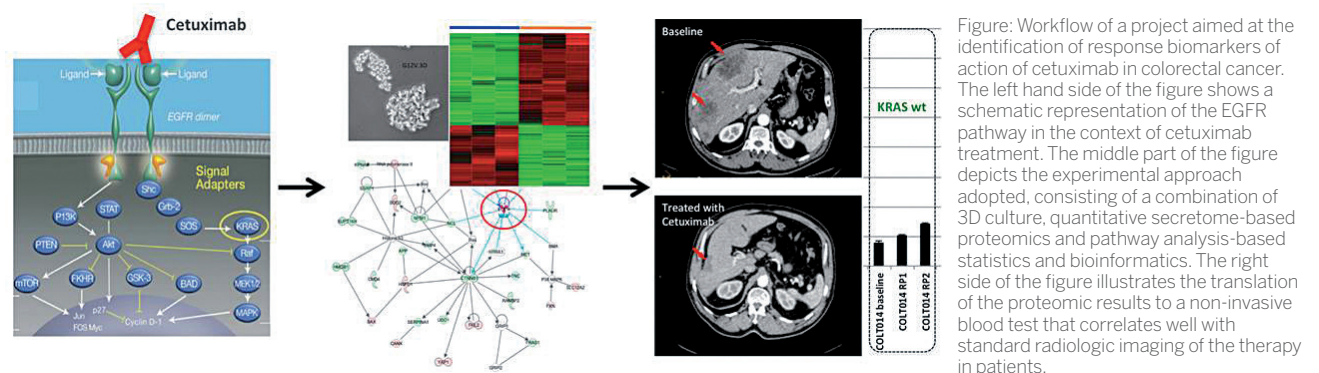 Cetuximab
Ligand
Ligand
EGFR dimer
Signal
Adapters
Shc
Grb-2
SOS
KRAS
P13K
STAT
PTEN
Akt
Raf
mTOR
FKHR
GSK-3
BAD
MEK1/2
MAPK
Jun
FOS Myc
p27
Cyclin D-1
G12V 3D
Baseline
Treated with
Cetuximab
KRAS wt
COLT014 baseline
COLT014 RP1
COLT014 RP2
Figure: Workflow of a project aimed at the
identification of response biomarkers of
action of cetuximab in colorectal cancer.
The left hand side of the figure shows a
schematic representation of the EGFR
pathway in the context of cetuximab
treatment. The middle part of the figure
depicts the experimental approach
adopted, consisting of a combination of
3D culture, quantitative secretome-based
proteomics and pathway analysis-based
statistics and bioinformatics. The right
side of the figure illustrates the translation
of the proteomic results to a non-invasive
blood test that correlates well with
standard radiologic imaging of the therapy
in patients.